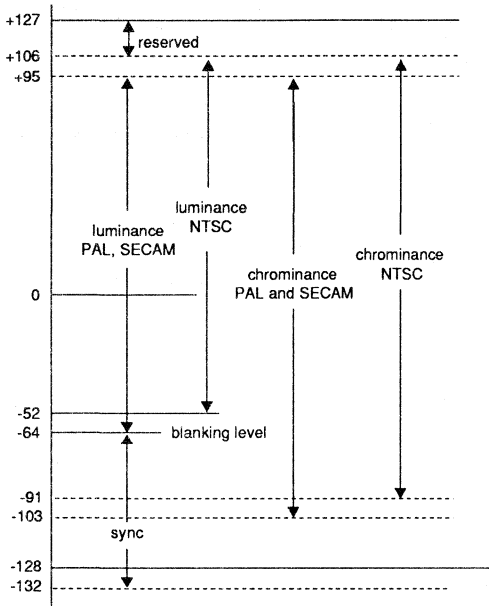 +127
reserved
+106
+95
luminance
NTSC
luminance
PAL, SECAM
chrominance
NTSC
chrominance
PAL and SECAM
0
-52
-64
blanking level
-91
-103
sync
-128
-132